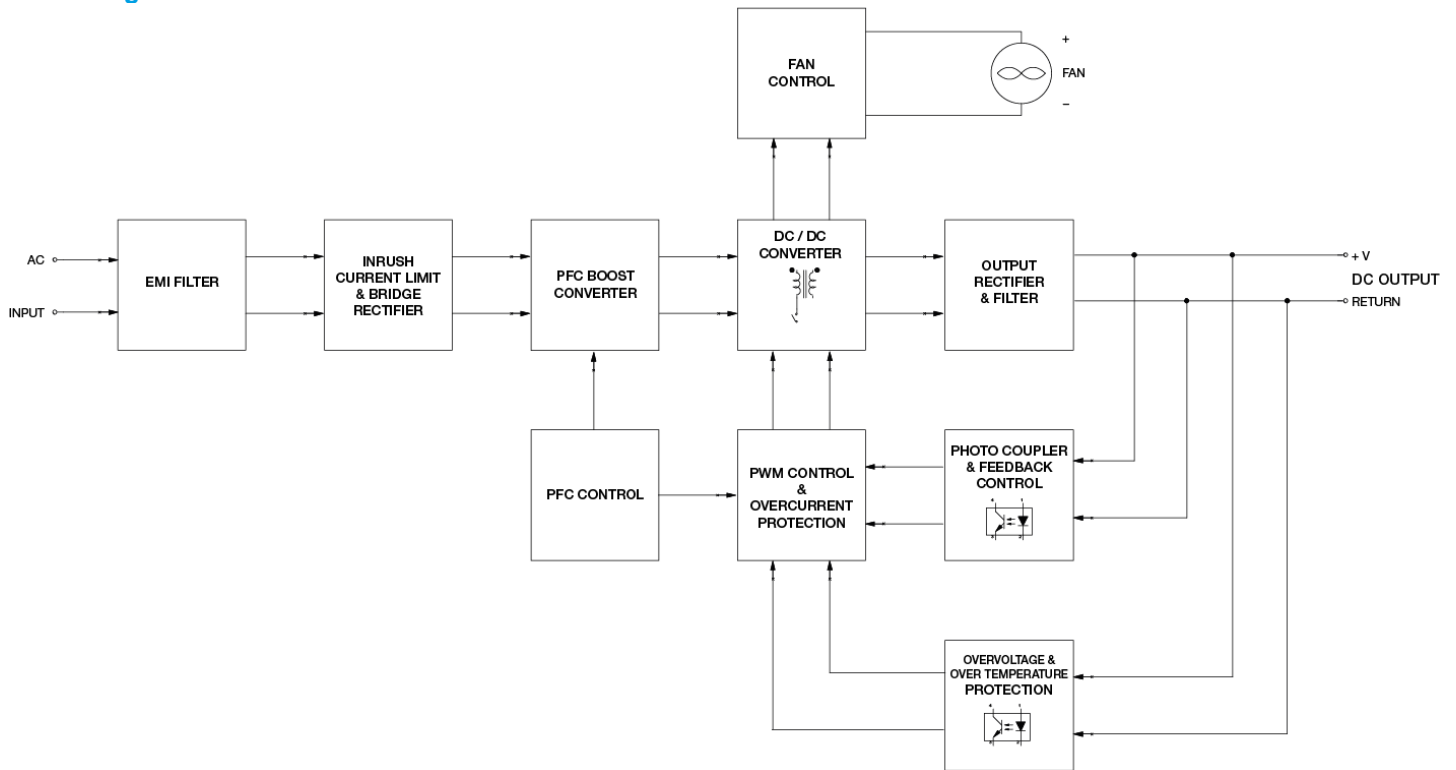 FAN
CONTROL
+
FAN
−
AC
INPUT
EMI FILTER
INRUSH
CURRENT LIMIT
& BRIDGE
RECTIFIER
PFC BOOST
CONVERTER
DC / DC
CONVERTER
OUTPUT
RECTIFIER
& FILTER
+ V
DC OUTPUT
RETURN
PFC CONTROL
PWM CONTROL
&
OVERCURRENT
PROTECTION
PHOTO COUPLER
& FEEDBACK
CONTROL
OVERVOLTAGE &
OVER TEMPERATURE
PROTECTION